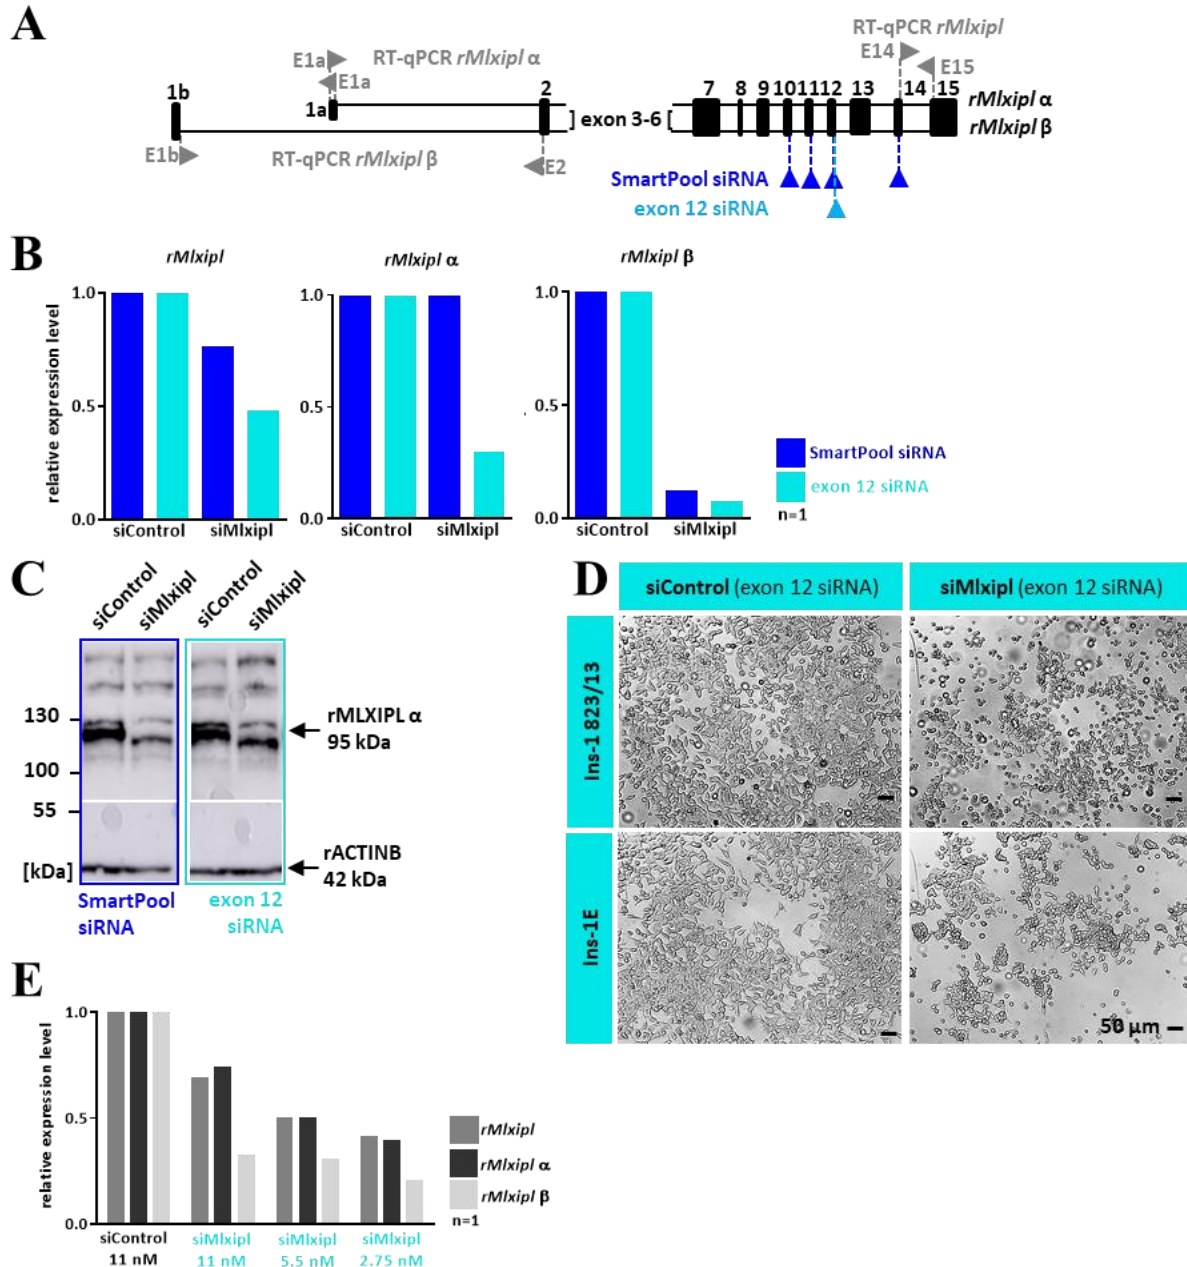 A
RT-qPCR rMlxipl
E14
E15
E1a
RT-qPCR rMlxipl α
E1a
1b
1a
2
7
8
9
10
11
12
13
14
15
rMlxipl α
] exon 3-6 [
rMlxipl β
E1b
RT-qPCR rMlxipl β
E2
SmartPool siRNA
exon 12 siRNA
B
rMlxipl
rMlxipl α
rMlxipl β
relative expression level
1.0
0.5
0.0
siControl
siMlxipl
1.0
0.5
0.0
siControl
siMlxipl
1.0
0.5
0.0
siControl
siMlxipl
SmartPool siRNA
exon 12 siRNA
n=1
C
siControl
siMlxipl
siControl
siMlxipl
130
100
55
[kDa]
rMLXIPL α
95 kDa
rACTINB
42 kDa
SmartPool
siRNA
exon 12
siRNA
D
siControl (exon 12 siRNA)
siMlxipl (exon 12 siRNA)
Ins-1 823/13
Ins-1E
50 µm
E
relative expression level
1.0
0.5
0.0
siControl
11 nM
siMlxipl
11 nM
siMlxipl
5.5 nM
siMlxipl
2.75 nM
rMlxipl
rMlxipl α
rMlxipl β
n=1